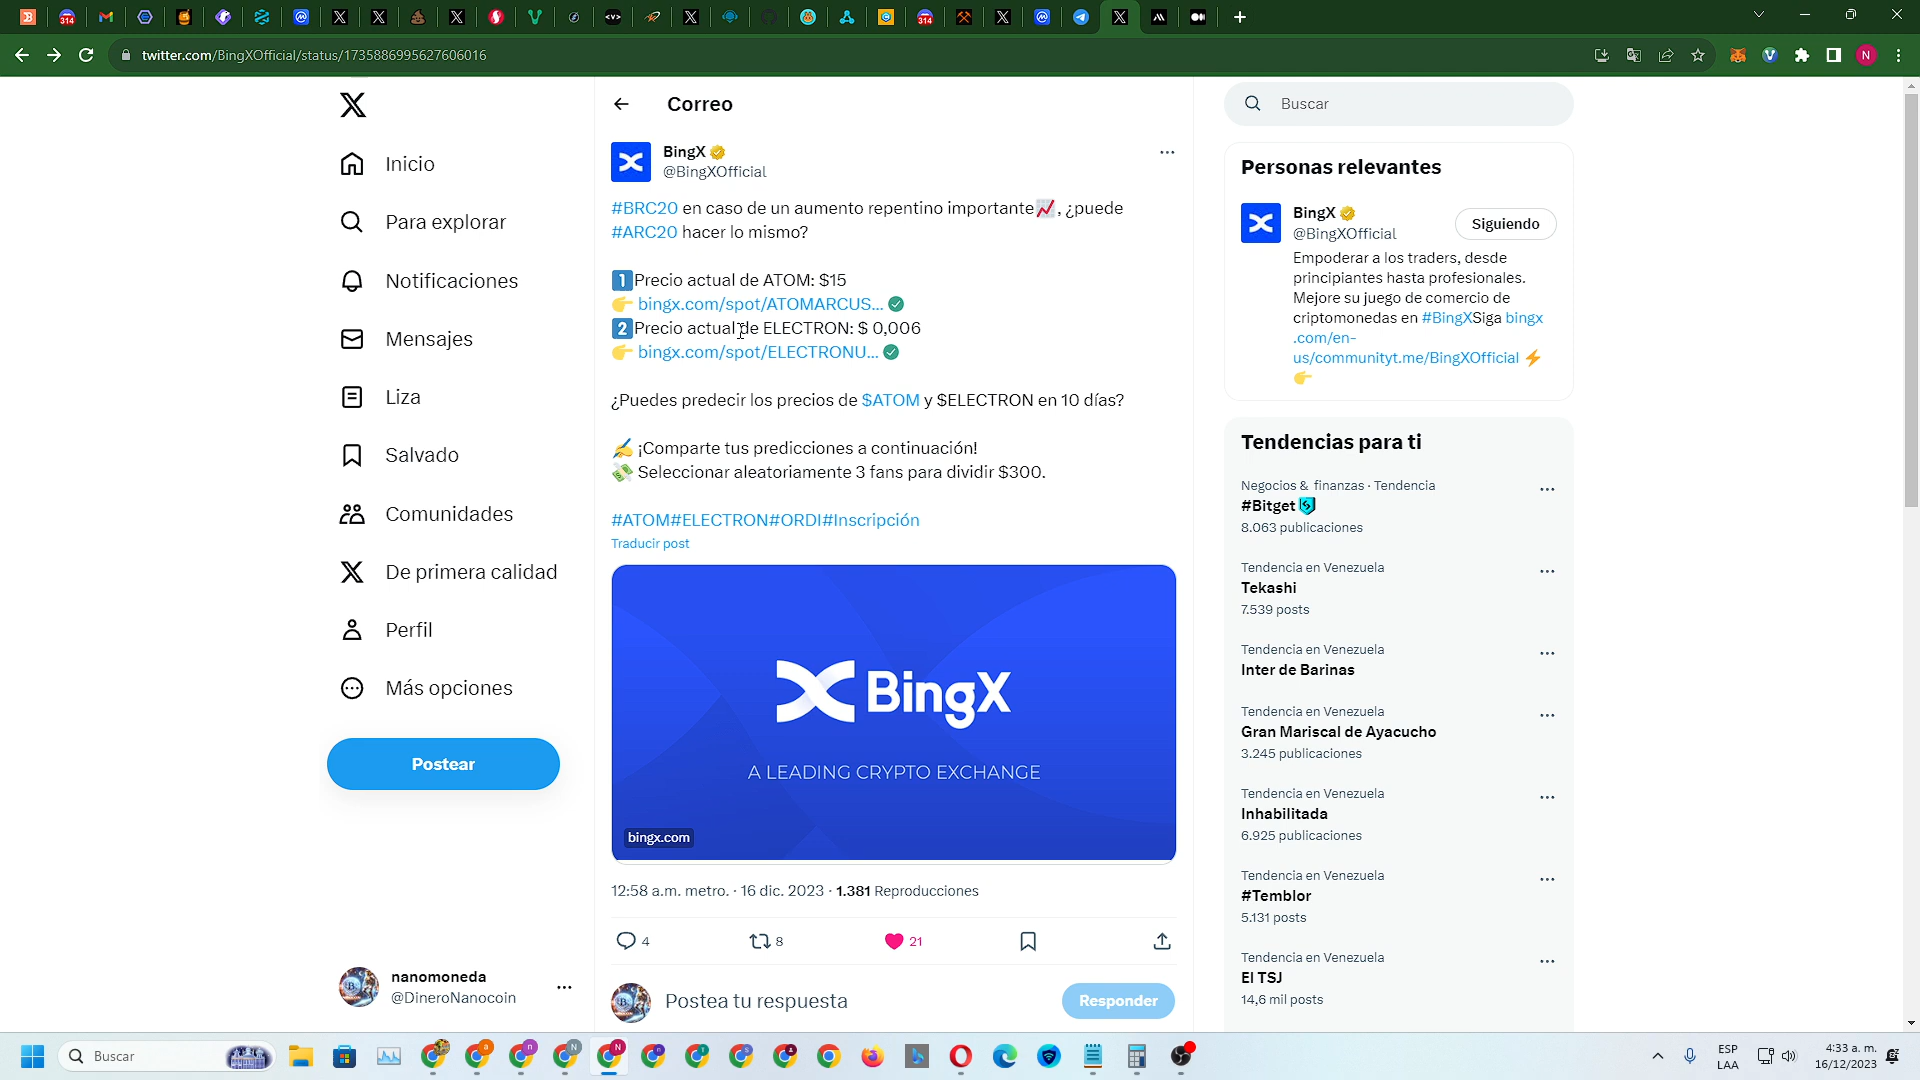 twitter.com/BingXOfficial/status/1735886995627606016
Inicio
Para explorar
Notificaciones
Mensajes
Liza
Salvado
Comunidades
De primera calidad
Perfil
Más opciones
Postear
nanomoneda
@DineroNanocoin
Correo
BingX
@BingXOfficial
#BRC20 en caso de un aumento repentino importante📈, ¿puede
#ARC20 hacer lo mismo?
1️⃣Precio actual de ATOM: $15
👉 bingx.com/spot/ATOMARCUS... ✅
2️⃣Precio actual de ELECTRON: $ 0,006
👉 bingx.com/spot/ELECTRONU... ✅
¿Puedes predecir los precios de $ATOM y $ELECTRON en 10 días?
✍️ ¡Comparte tus predicciones a continuación!
💸 Seleccionar aleatoriamente 3 fans para dividir $300.
#ATOM#ELECTRON#ORDI#Inscripción
Traducir post
BingX
A LEADING CRYPTO EXCHANGE
bingx.com
12:58 a.m. metro. · 16 dic. 2023 · 1.381 Reproducciones
4
8
21
Postea tu respuesta
Responder
Buscar
Personas relevantes
BingX
@BingXOfficial
Siguiendo
Empoderar a los traders, desde
principiantes hasta profesionales.
Mejore su juego de comercio de
criptomonedas en #BingXSiga bingx
.com/en-
us/communityt.me/BingXOfficial ⚡
👉
Tendencias para ti
Negocios & finanzas · Tendencia
#Bitget
8.063 publicaciones
Tendencia en Venezuela
Tekashi
7.539 posts
Tendencia en Venezuela
Inter de Barinas
Tendencia en Venezuela
Gran Mariscal de Ayacucho
3.245 publicaciones
Tendencia en Venezuela
Inhabilitada
6.925 publicaciones
Tendencia en Venezuela
#Temblor
5.131 posts
Tendencia en Venezuela
El TSJ
14,6 mil posts
Buscar
ESP
LAA
4:33 a. m.
16/12/2023